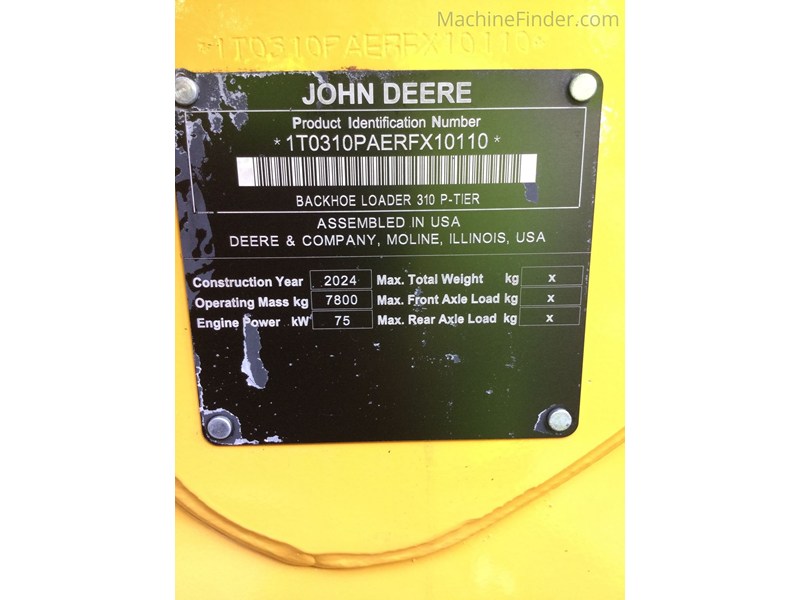 MachineFinder.com
*1T0310PAERFX10110*
JOHN DEERE
Product Identification Number
*1T0310PAERFX10110*
BACKHOE LOADER 310 P-TIER
ASSEMBLED IN USA
DEERE & COMPANY, MOLINE, ILLINOIS, USA
Construction Year 2024 Max. Total Weight kg x
Operating Mass kg 7800 Max. Front Axle Load kg x
Engine Power kW 75 Max. Rear Axle Load kg x